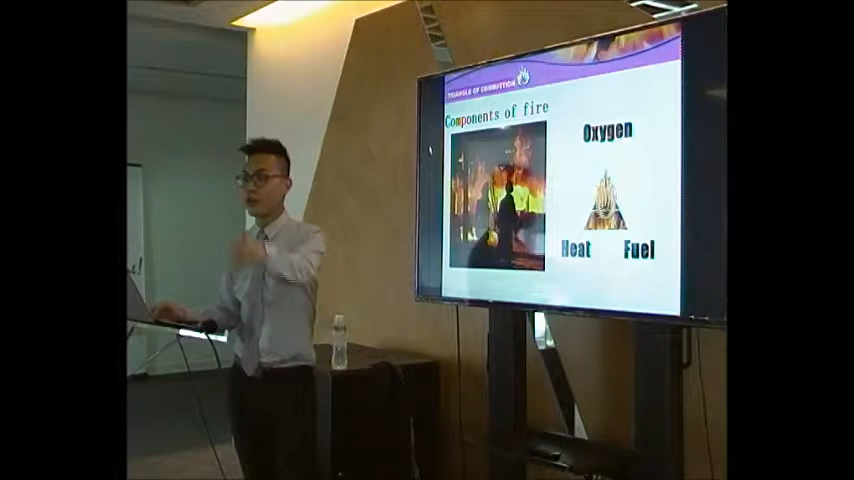 TRIANGLE OF COMBUSTION
Components of fire
Oxygen
Heat
Fuel